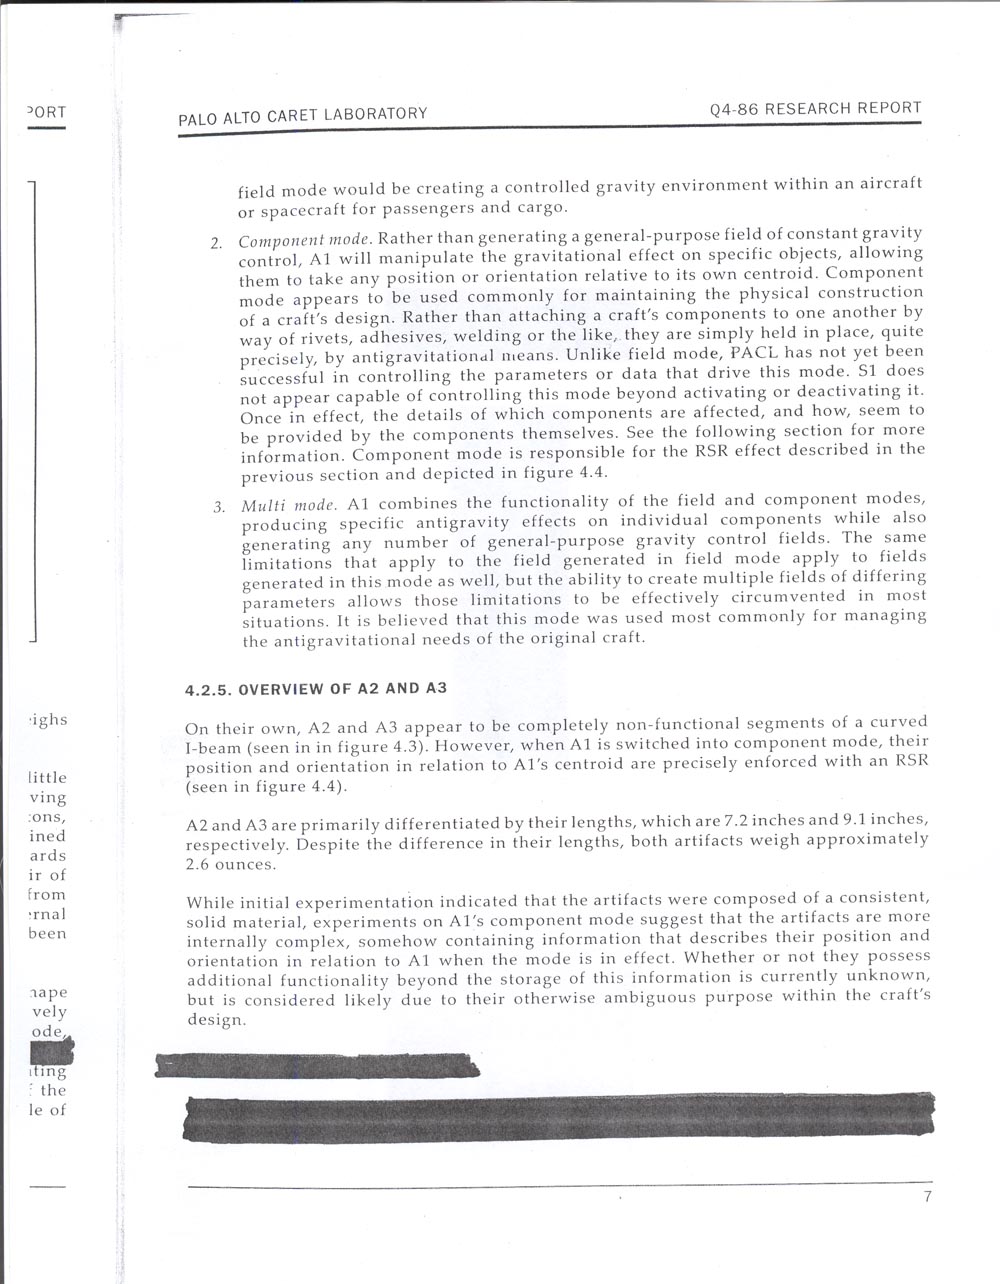 PORT
ighs
little
ving
ons,
ined
ards
ir of
from
rnal
been
hape
vely
ode,
ting
the
le of
PALO ALTO CARET LABORATORY
Q4-86 RESEARCH REPORT
field mode would be creating a controlled gravity environment within an aircraft
or spacecraft for passengers and cargo.
2. Component mode. Rather than generating a general-purpose field of constant gravity
control, A1 will manipulate the gravitational effect on specific objects, allowing
them to take any position or orientation relative to its own centroid. Component
mode appears to be used commonly for maintaining the physical construction
of a craft's design. Rather than attaching a craft's components to one another by
way of rivets, adhesives, welding or the like, they are simply held in place, quite
precisely, by antigravitational means. Unlike field mode, PACL has not yet been
successful in controlling the parameters or data that drive this mode. S1 does
not appear capable of controlling this mode beyond activating or deactivating it.
Once in effect, the details of which components are affected, and how, seem to
be provided by the components themselves. See the following section for more
information. Component mode is responsible for the RSR effect described in the
previous section and depicted in figure 4.4.
3. Multi mode. A1 combines the functionality of the field and component modes,
producing specific antigravity effects on individual components while also
generating any number of general-purpose gravity control fields. The same
limitations that apply to the field generated in field mode apply to fields
generated in this mode as well, but the ability to create multiple fields of differing
parameters allows those limitations to be effectively circumvented in most
situations. It is believed that this mode was used most commonly for managing
the antigravitational needs of the original craft.
4.2.5. OVERVIEW OF A2 AND A3
On their own, A2 and A3 appear to be completely non-functional segments of a curved
I-beam (seen in in figure 4.3). However, when A1 is switched into component mode, their
position and orientation in relation to A1's centroid are precisely enforced with an RSR
(seen in figure 4.4).
A2 and A3 are primarily differentiated by their lengths, which are 7.2 inches and 9.1 inches,
respectively. Despite the difference in their lengths, both artifacts weigh approximately
2.6 ounces.
While initial experimentation indicated that the artifacts were composed of a consistent,
solid material, experiments on A1's component mode suggest that the artifacts are more
internally complex, somehow containing information that describes their position and
orientation in relation to A1 when the mode is in effect. Whether or not they possess
additional functionality beyond the storage of this information is currently unknown,
but is considered likely due to their otherwise ambiguous purpose within the craft's
design.
7